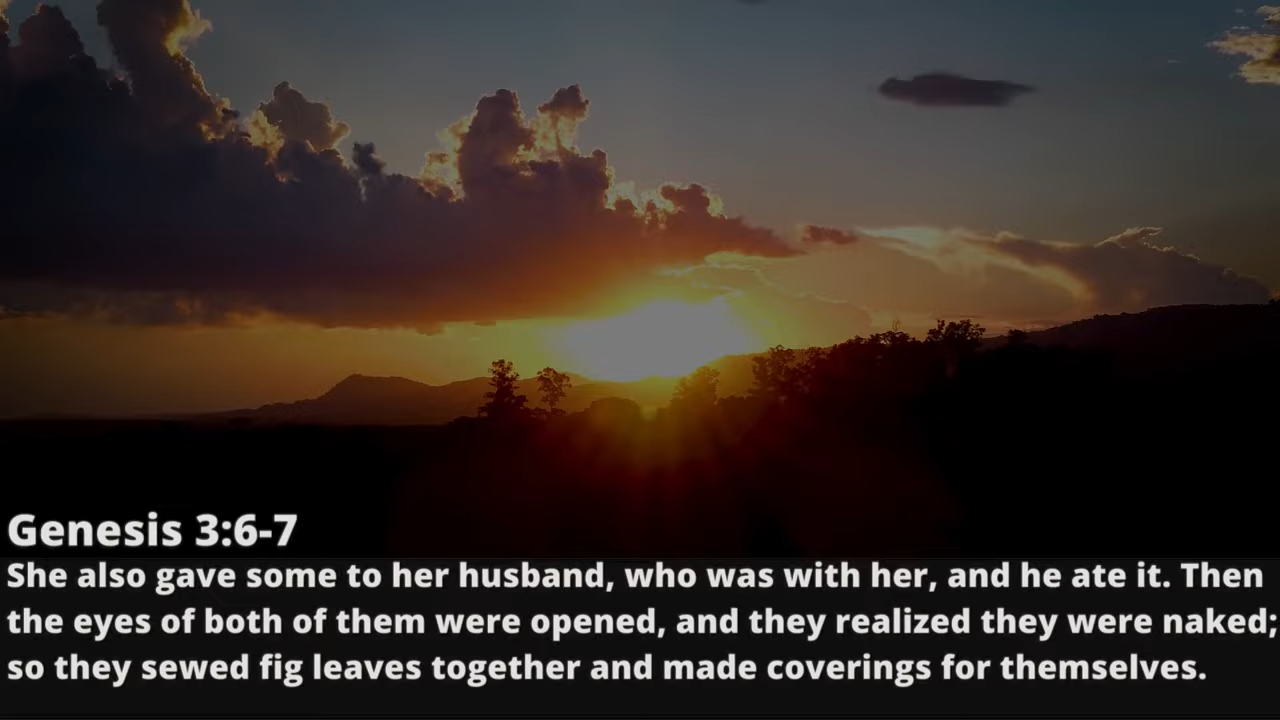 Genesis 3:6-7
She also gave some to her husband, who was with her, and he ate it. Then
the eyes of both of them were opened, and they realized they were naked;
so they sewed fig leaves together and made coverings for themselves.